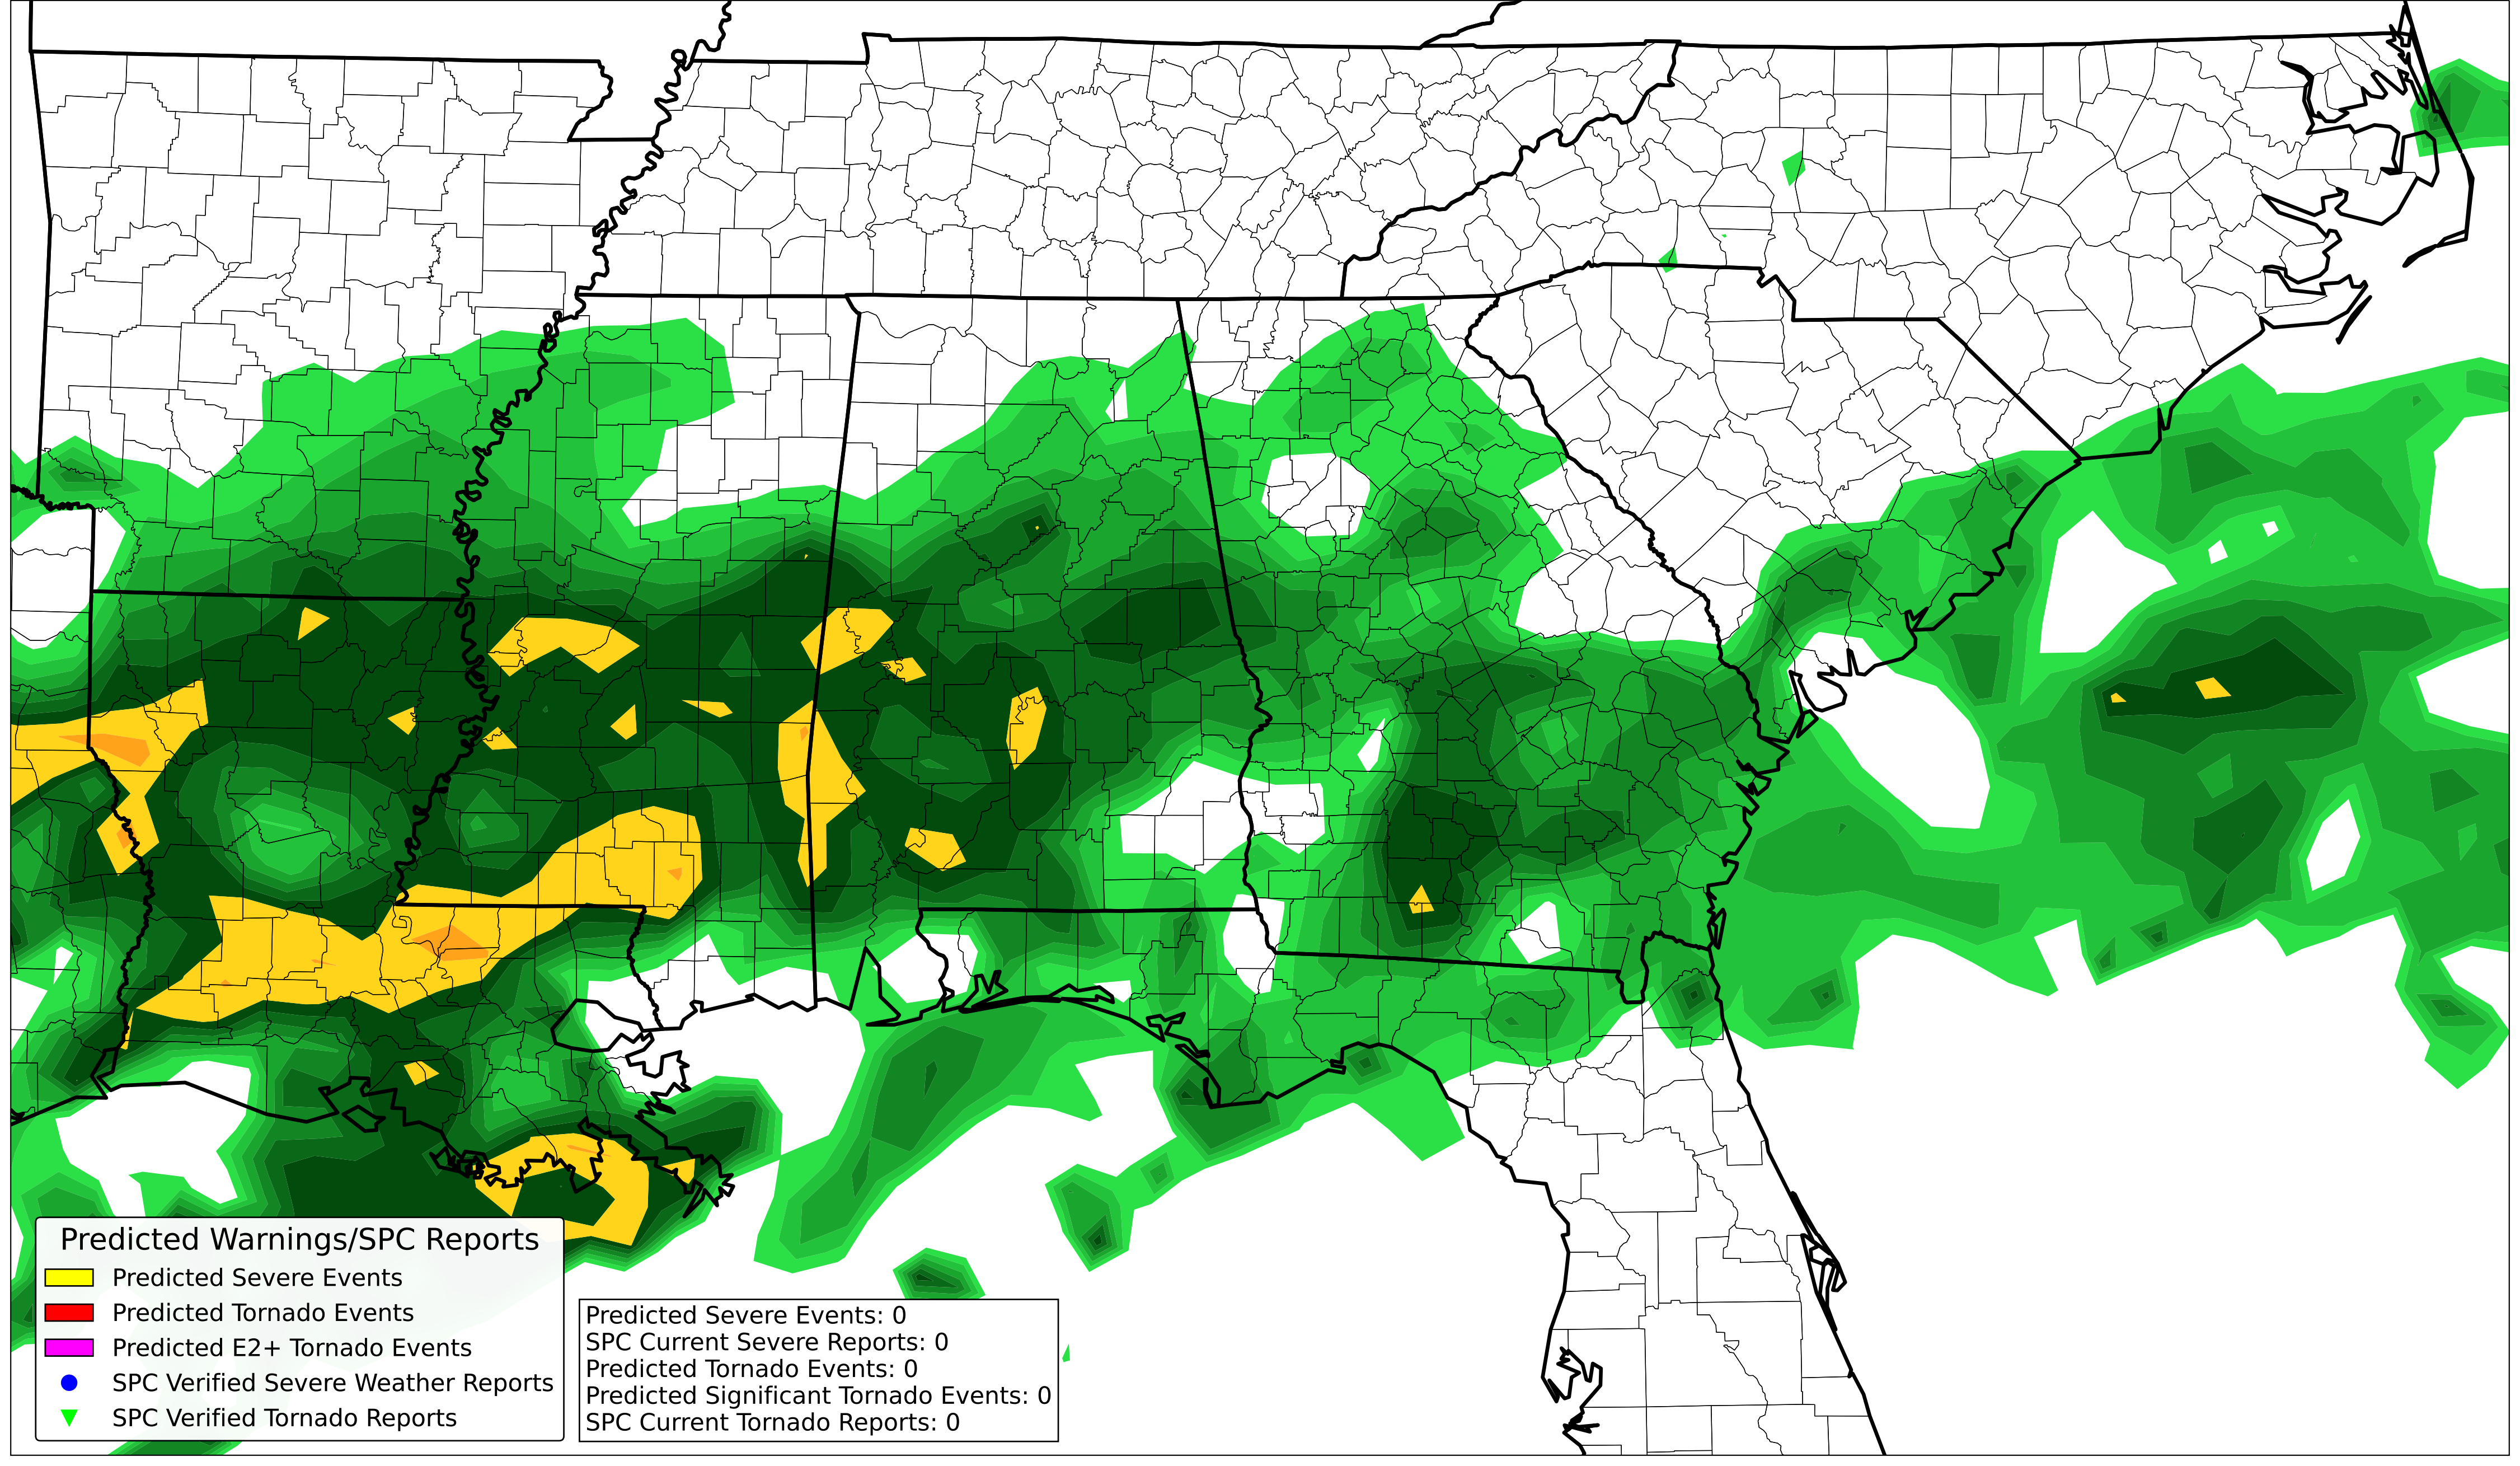 Predicted Warnings/SPC Reports
Predicted Severe Events
Predicted Tornado Events
Predicted E2+ Tornado Events
SPC Verified Severe Weather Reports
SPC Verified Tornado Reports
Predicted Severe Events: 0
SPC Current Severe Reports: 0
Predicted Tornado Events: 0
Predicted Significant Tornado Events: 0
SPC Current Tornado Reports: 0